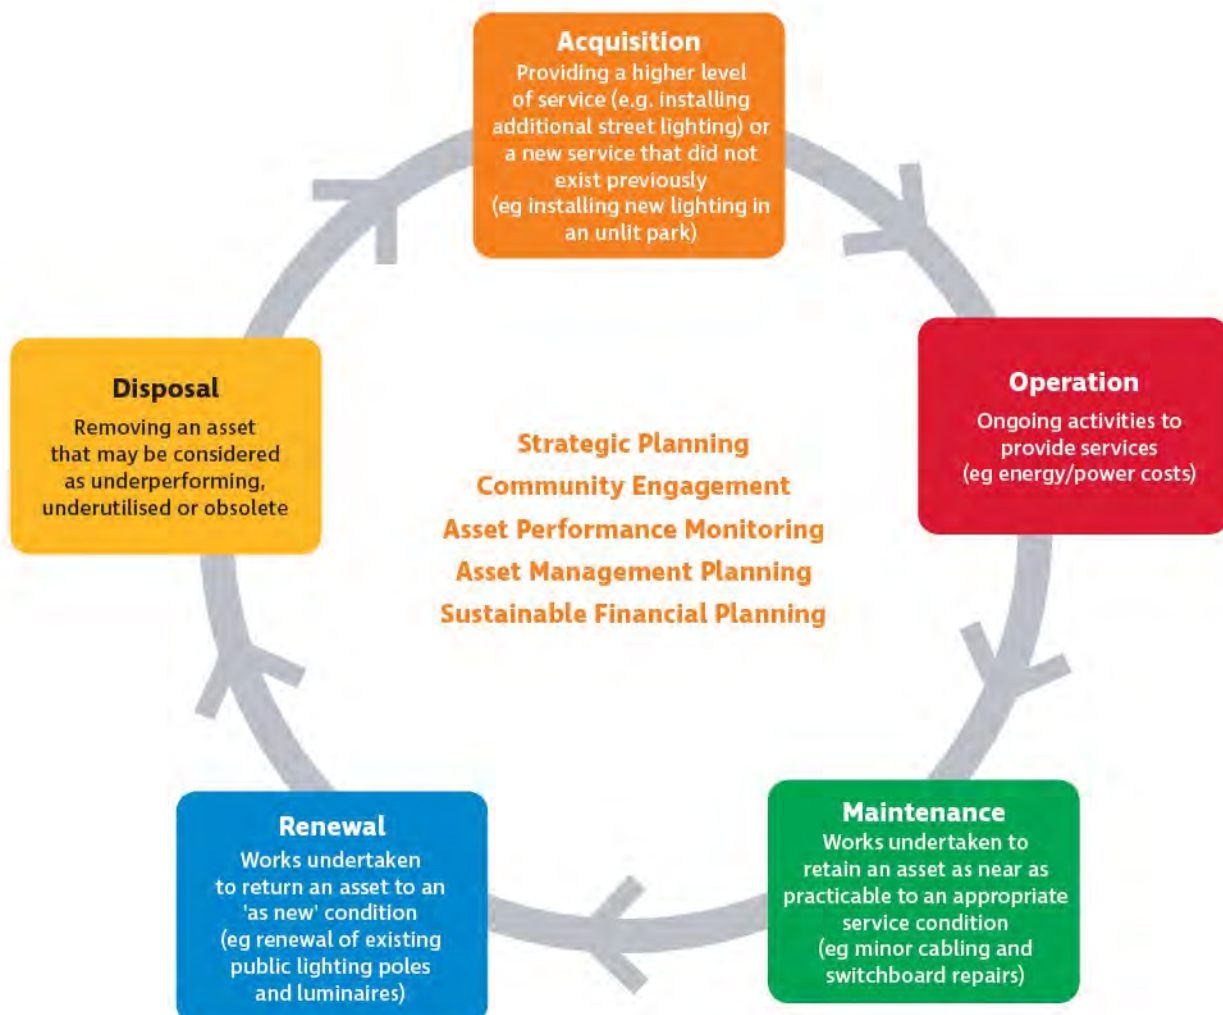 Acquisition
Providing a higher level
of service (e.g. installing
additional street lighting) or
a new service that did not
exist previously
(eg installing new lighting in
an unlit park)
Operation
Ongoing activities to
provide services
(eg energy/power costs)
Maintenance
Works undertaken to
retain an asset as near as
practicable to an appropriate
service condition
(eg minor cabling and
switchboard repairs)
Renewal
Works undertaken
to return an asset to an
'as new' condition
(eg renewal of existing
public lighting poles
and luminaires)
Disposal
Removing an asset
that may be considered
as underperforming,
underutilised or obsolete
Strategic Planning
Community Engagement
Asset Performance Monitoring
Asset Management Planning
Sustainable Financial Planning